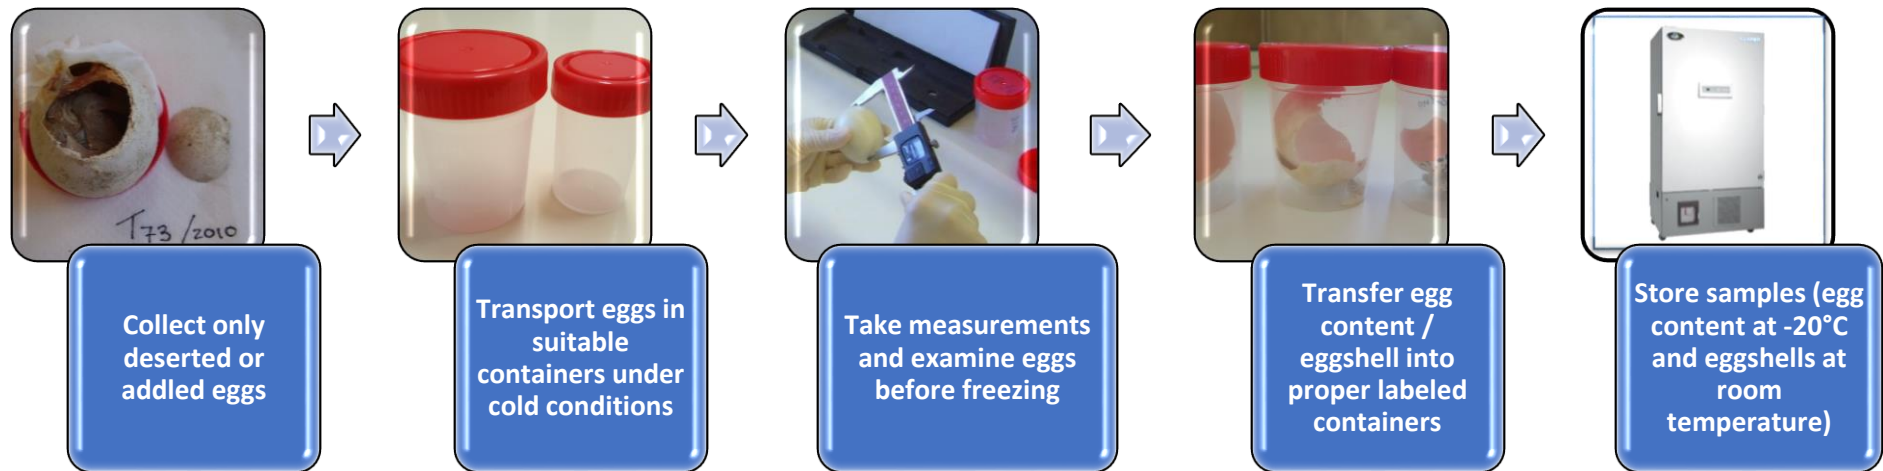 T73/2010
Collect only
deserted or
addled eggs
Transport eggs in
suitable
containers under
cold conditions
Take measurements
and examine eggs
before freezing
Transfer egg
content /
eggshell into
proper labeled
containers
Store samples (egg
content at -20°C
and eggshells at
room
temperature)